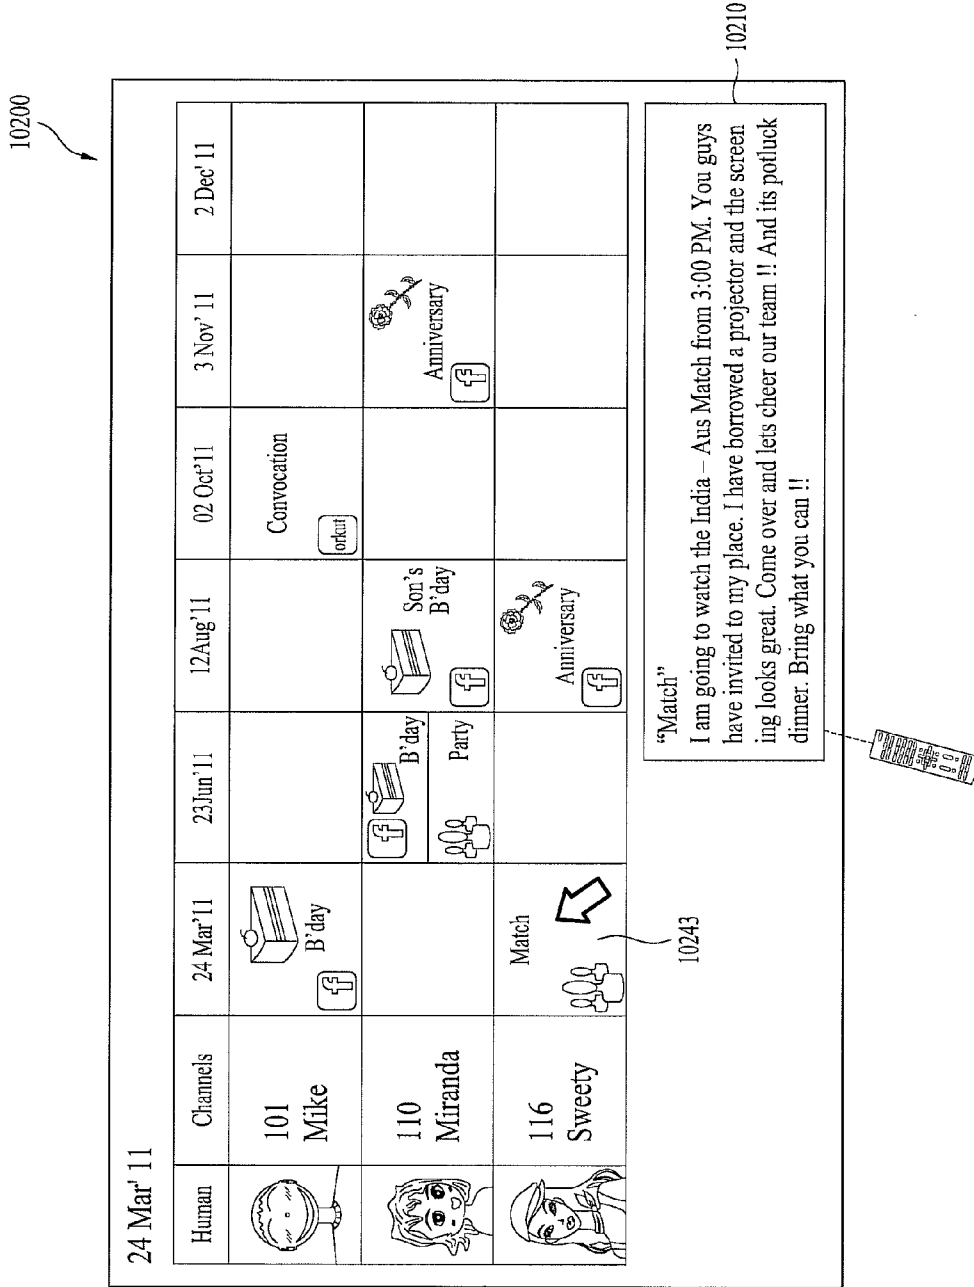 10200
24 Mar' 11
Human Channels 24 Mar'11 23Jun'11 12Aug'11 02 Oct'11 3 Nov' 11 2 Dec' 11
101
Mike
B'day
f
Convocation
orkut
110
Miranda
f
B'day
Party
Son's
B'day
f
Anniversary
f
116
Sweety
Match
10243
Anniversary
f
10210
“Match”
I am going to watch the India – Aus Match from 3:00 PM. You guys
have invited to my place. I have borrowed a projector and the screen
ing looks great. Come over and lets cheer our team !! And its potluck
dinner. Bring what you can !!